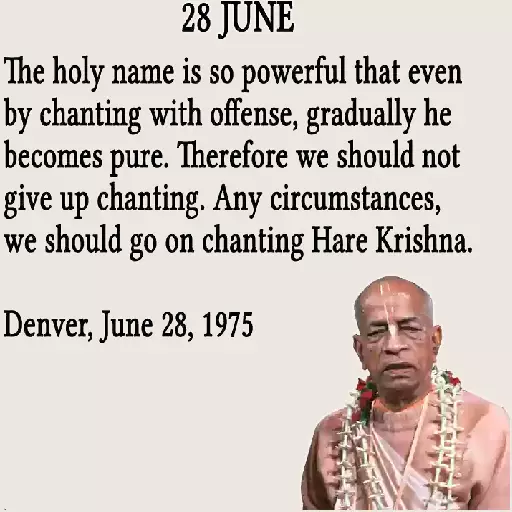 28 JUNE
The holy name is so powerful that even
by chanting with offense, gradually he
becomes pure. Therefore we should not
give up chanting. Any circumstances,
we should go on chanting Hare Krishna.
Denver, June 28, 1975